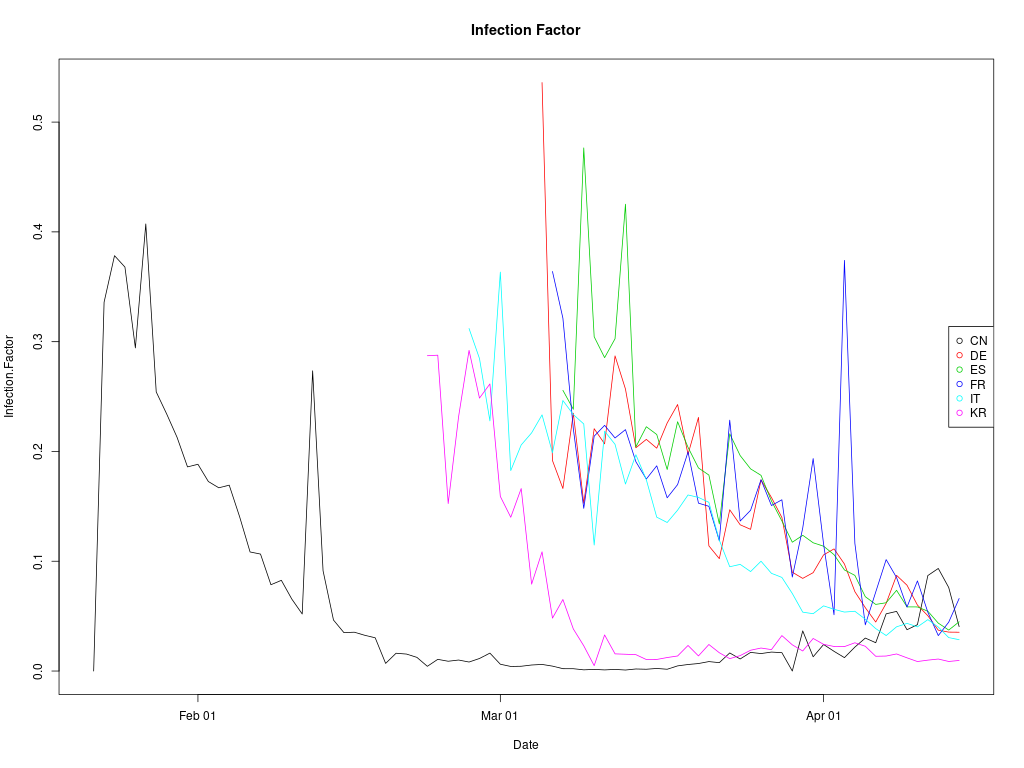 Infection Factor
Infection.Factor
0.5
0.4
0.3
0.2
0.1
0.0
CN
DE
ES
FR
IT
KR
Feb 01
Mar 01
Apr 01
Date